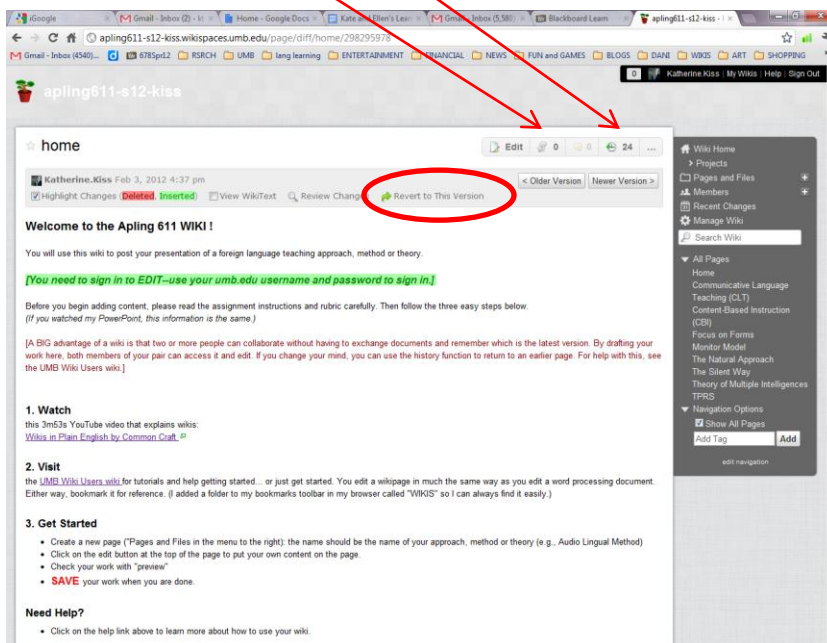 iGoogle
Gmail - Inbox (2) - k
Home - Google Docs
Kate and Ellen's Lear
Gmail - Inbox (5,580)
Blackboard Learn
apling611-s12-kiss -
apling611-s12-kiss.wikispaces.umb.edu/page/diff/home/298295978
Gmail - Inbox (4540)...
678Sprt2
RSRCH
UMB
lang learning
ENTERTAINMENT
FINANCIAL
NEWS
FUN and GAMES
BLOGS
DANI
WIKIS
ART
SHOPPING
0 Katherine.Kiss | My Wikis | Help | Sign Out
apling611-s12-kiss
home
Edit 0 0 24 ...
Katherine.Kiss Feb 3, 2012 4:37 pm
< Older Version Newer Version >
Highlight Changes (Deleted, Inserted) View WikiText Review Change Revert to This Version
Welcome to the Apling 611 WIKI !
You will use this wiki to post your presentation of a foreign language teaching approach, method or theory.
[You need to sign in to EDIT--use your umb.edu username and password to sign in.]
Before you begin adding content, please read the assignment instructions and rubric carefully. Then follow the three easy steps below.
(If you watched my PowerPoint, this information is the same.)
[A BIG advantage of a wiki is that two or more people can collaborate without having to exchange documents and remember which is the latest version. By drafting your
work here, both members of your pair can access it and edit. If you change your mind, you can use the history function to return to an earlier page. For help with this, see
the UMB Wiki Users wiki.]
1. Watch
this 3m53s YouTube video that explains wikis:
Wikis in Plain English by Common Craft
2. Visit
the UMB Wiki Users wiki for tutorials and help getting started... or just get started. You edit a wikipage in much the same way as you edit a word processing document.
Either way, bookmark it for reference. (I added a folder to my bookmarks toolbar in my browser called "WIKIS" so I can always find it easily.)
3. Get Started
Create a new page ("Pages and Files in the menu to the right): the name should be the name of your approach, method or theory (e.g., Audio Lingual Method)
Click on the edit button at the top of the page to put your own content on the page.
Check your work with "preview"
SAVE your work when you are done.
Need Help?
Click on the help link above to learn more about how to use your wiki.
Wiki Home
> Projects
Pages and Files
Members
Recent Changes
Manage Wiki
Search Wiki
All Pages
Home
Communicative Language
Teaching (CLT)
Content-Based Instruction
(CBI)
Focus on Forms
Monitor Model
The Natural Approach
The Silent Way
Theory of Multiple Intelligences
TPRS
Navigation Options
Show All Pages
Add Tag Add
edit navigation